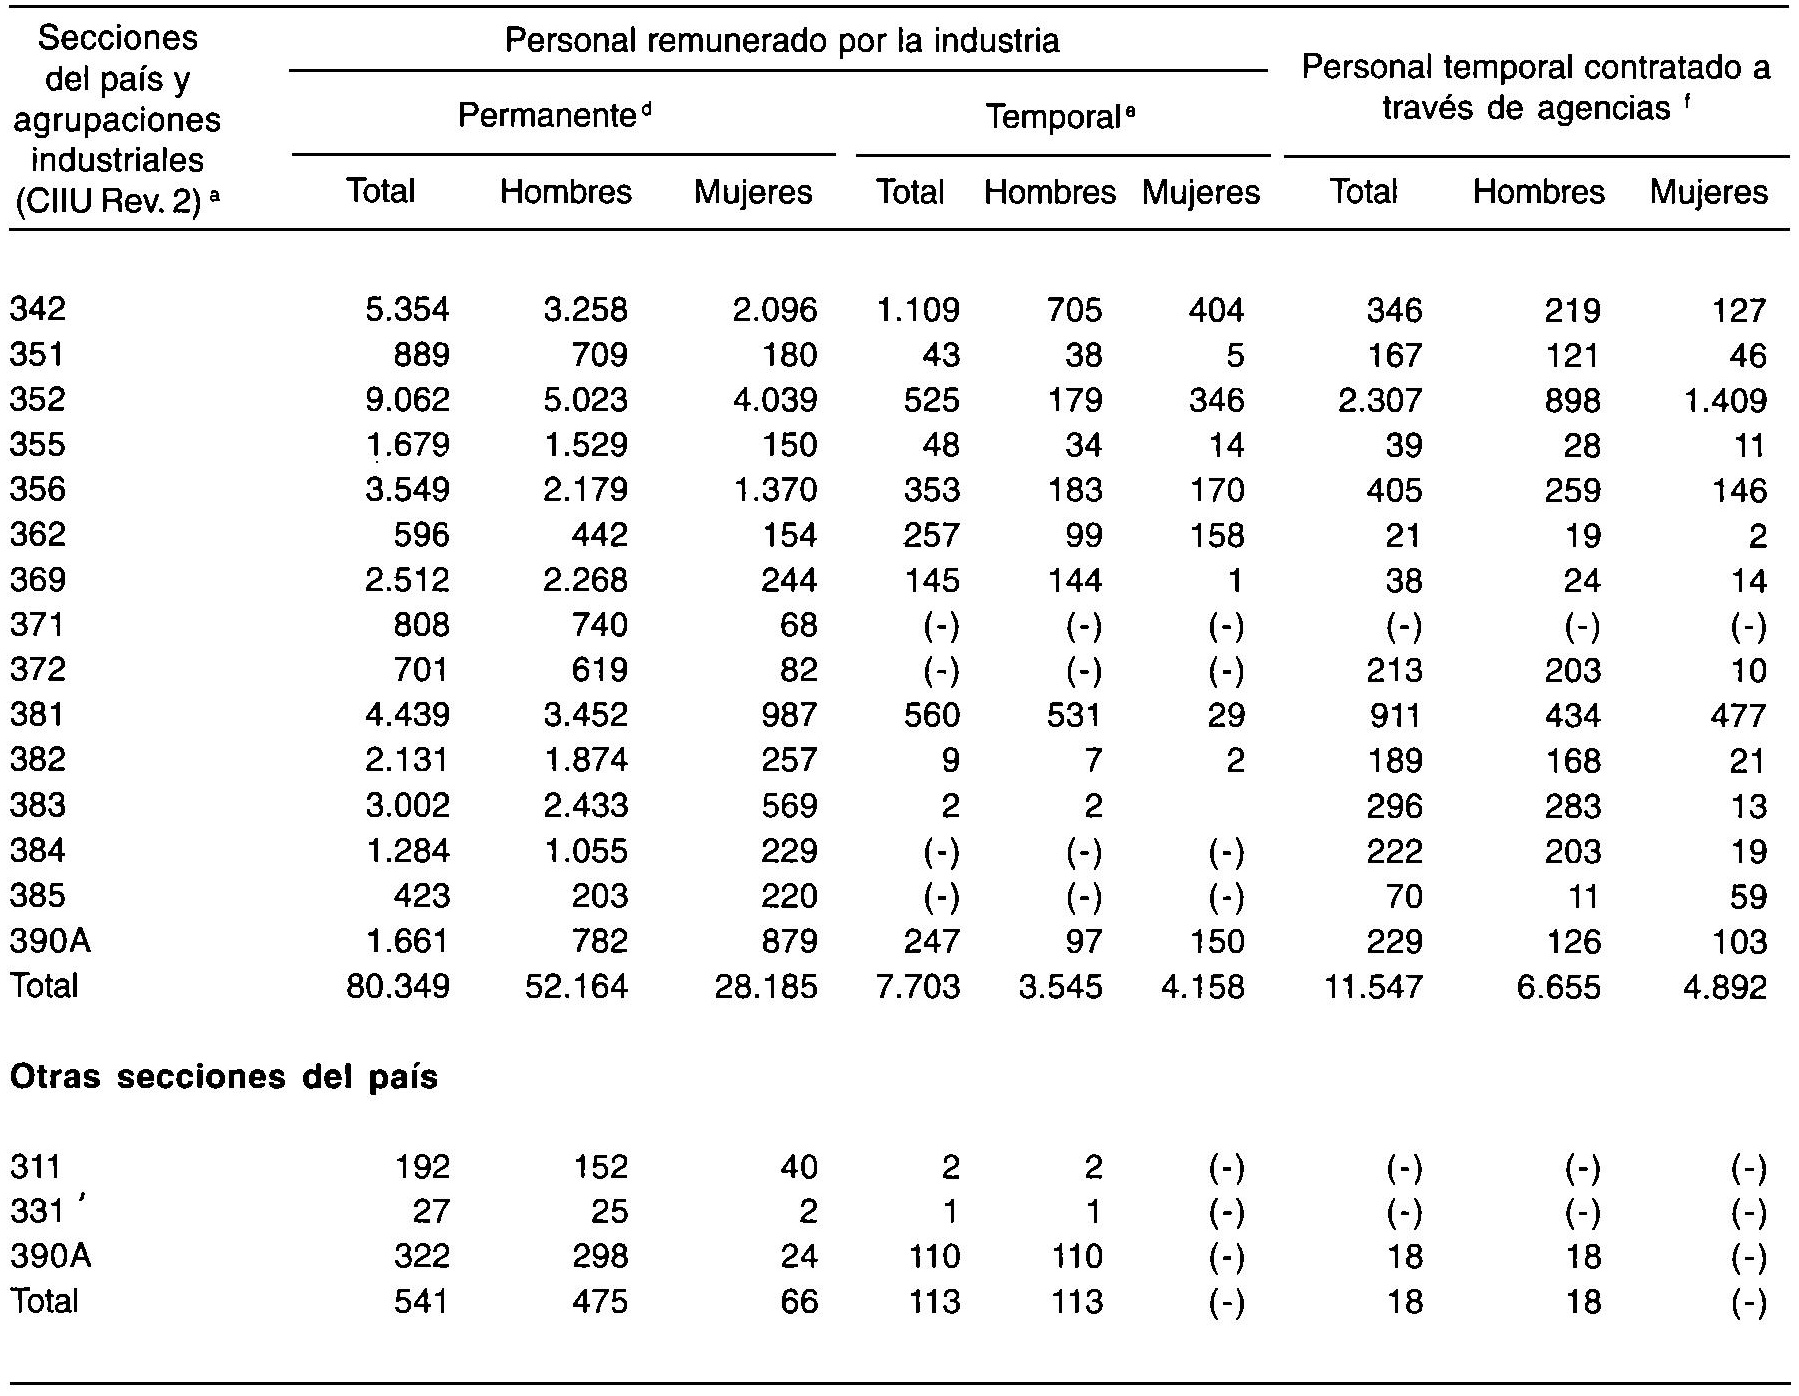 Secciones del país y agrupaciones industriales (CIIU Rev. 2) a
Personal remunerado por la industria
Personal temporal contratado a través de agencias f
Permanente d
Temporal e
Total Hombres Mujeres Total Hombres Mujeres Total Hombres Mujeres
342 5.354 3.258 2.096 1.109 705 404 346 219 127
351 889 709 180 43 38 5 167 121 46
352 9.062 5.023 4.039 525 179 346 2.307 898 1.409
355 1.679 1.529 150 48 34 14 39 28 11
356 3.549 2.179 1.370 353 183 170 405 259 146
362 596 442 154 257 99 158 21 19 2
369 2.512 2.268 244 145 144 1 38 24 14
371 808 740 68 (-) (-) (-) (-) (-) (-)
372 701 619 82 (-) (-) (-) 213 203 10
381 4.439 3.452 987 560 531 29 911 434 477
382 2.131 1.874 257 9 7 2 189 168 21
383 3.002 2.433 569 2 2 296 283 13
384 1.284 1.055 229 (-) (-) (-) 222 203 19
385 423 203 220 (-) (-) (-) 70 11 59
390A 1.661 782 879 247 97 150 229 126 103
Total 80.349 52.164 28.185 7.703 3.545 4.158 11.547 6.655 4.892
Otras secciones del país
311 192 152 40 2 2 (-) (-) (-) (-)
331 ʼ 27 25 2 1 1 (-) (-) (-) (-)
390A 322 298 24 110 110 (-) 18 18 (-)
Total 541 475 66 113 113 (-) 18 18 (-)